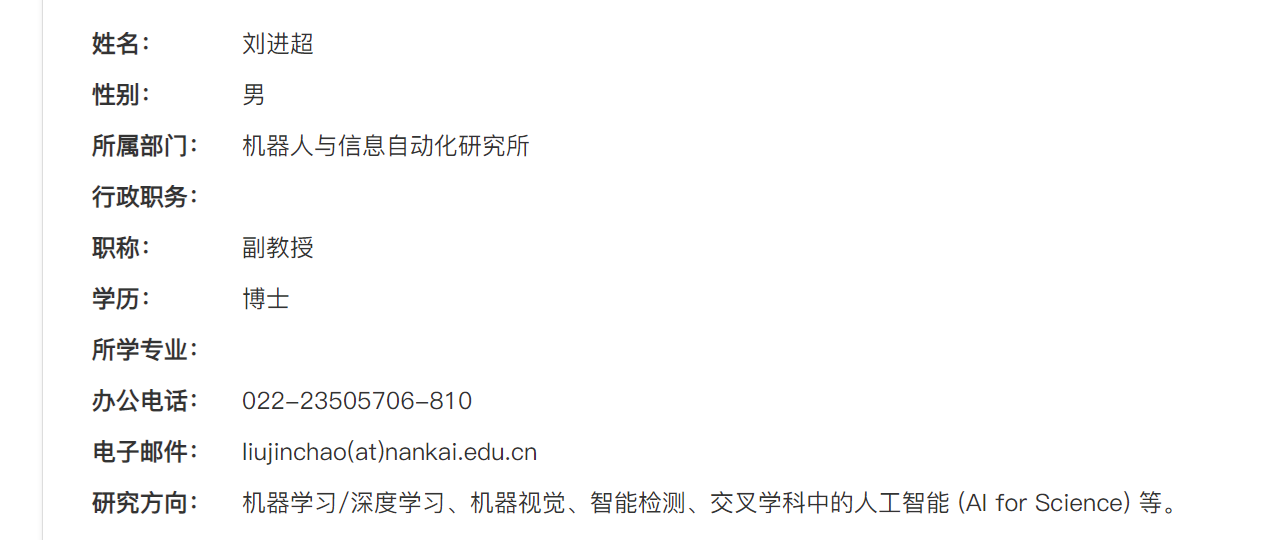 姓名： 刘进超
性别： 男
所属部门： 机器人与信息自动化研究所
行政职务：
职称： 副教授
学历： 博士
所学专业：
办公电话： 022-23505706-810
电子邮件： liujinchao(at)nankai.edu.cn
研究方向： 机器学习/深度学习、机器视觉、智能检测、交叉学科中的人工智能 (AI for Science) 等。